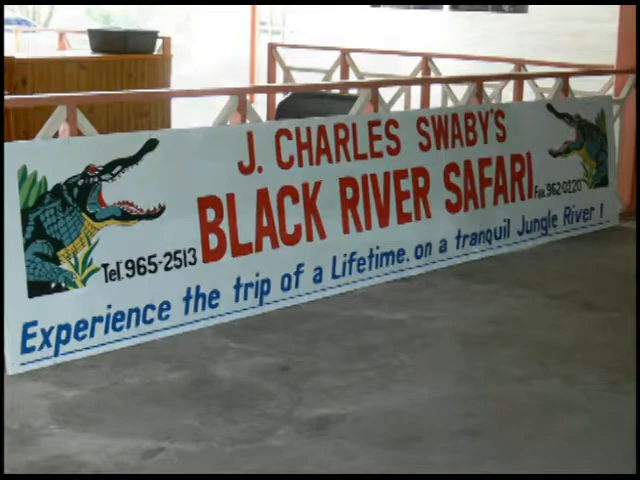 J. CHARLES SWABY'S
BLACK RIVER SAFARI
Tel: 965-2513
Fax 962-0220
Experience the trip of a Lifetime. on a tranquil Jungle River !